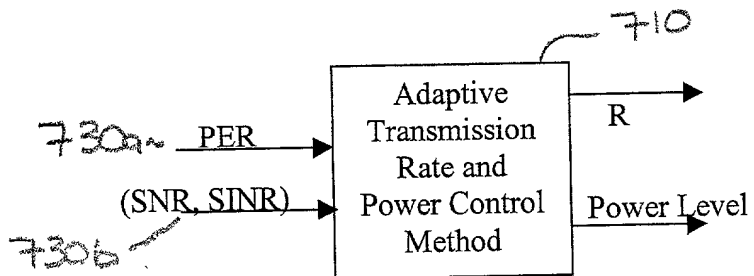 710
Adaptive
Transmission
Rate and
Power Control
Method
730a
PER
(SNR, SINR)
730b
R
Power Level